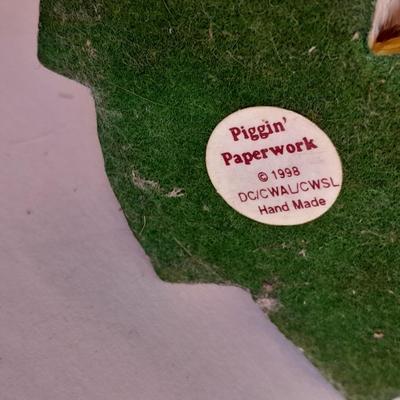 Piggin'
Paperwork
© 1998
DC/CWAL/CWSL
Hand Made